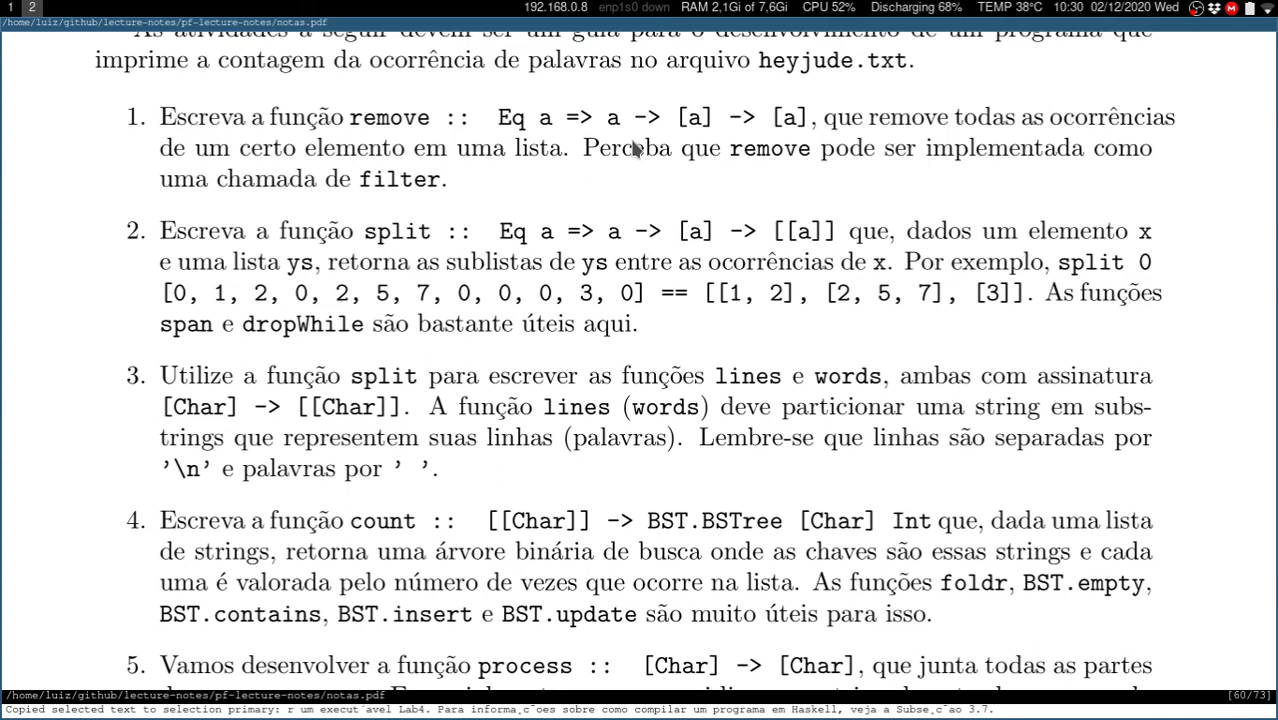 1 2 192.168.0.8 enp1s0 down RAM 2,1Gi of 7,6Gi CPU 52% Discharging 68% TEMP 38°C 10:30 02/12/2020 Wed
/home/luiz/github/lecture-notes/pf-lecture-notes/notas.pdf
As atividades a seguir devem ser um guia para o desenvolvimento de um programa que
imprime a contagem da ocorrência de palavras no arquivo heyjude.txt.
1. Escreva a função remove :: Eq a => a -> [a] -> [a], que remove todas as ocorrências
de um certo elemento em uma lista. Perceba que remove pode ser implementada como
uma chamada de filter.
2. Escreva a função split :: Eq a => a -> [a] -> [[a]] que, dados um elemento x
e uma lista ys, retorna as sublistas de ys entre as ocorrências de x. Por exemplo, split 0
[0, 1, 2, 0, 2, 5, 7, 0, 0, 0, 3, 0] == [[1, 2], [2, 5, 7], [3]]. As funções
span e dropWhile são bastante úteis aqui.
3. Utilize a função split para escrever as funções lines e words, ambas com assinatura
[Char] -> [[Char]]. A função lines (words) deve particionar uma string em subs-
trings que representem suas linhas (palavras). Lembre-se que linhas são separadas por
’\n’ e palavras por ’ ’.
4. Escreva a função count :: [[Char]] -> BST.BSTree [Char] Int que, dada uma lista
de strings, retorna uma árvore binária de busca onde as chaves são essas strings e cada
uma é valorada pelo número de vezes que ocorre na lista. As funções foldr, BST.empty,
BST.contains, BST.insert e BST.update são muito úteis para isso.
5. Vamos desenvolver a função process :: [Char] -> [Char], que junta todas as partes
/home/luiz/github/lecture-notes/pf-lecture-notes/notas.pdf [60/73]
Copied selected text to selection primary: r um execut´avel Lab4. Para informa¸c˜oes sobre como compilar um programa em Haskell, veja a Subse¸c˜ao 3.7.